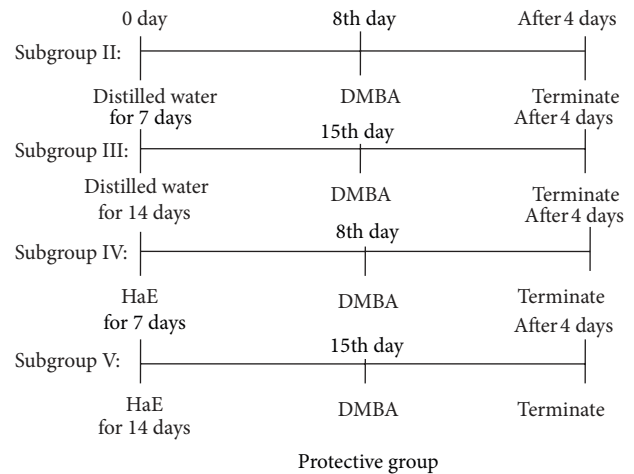 0 day 8th day After 4 days
Subgroup II:
Distilled water DMBA Terminate
for 7 days After 4 days
15th day
Subgroup III:
Distilled water DMBA Terminate
for 14 days After 4 days
8th day
Subgroup IV:
HaE DMBA Terminate
for 7 days After 4 days
15th day
Subgroup V:
HaE DMBA Terminate
for 14 days
Protective group